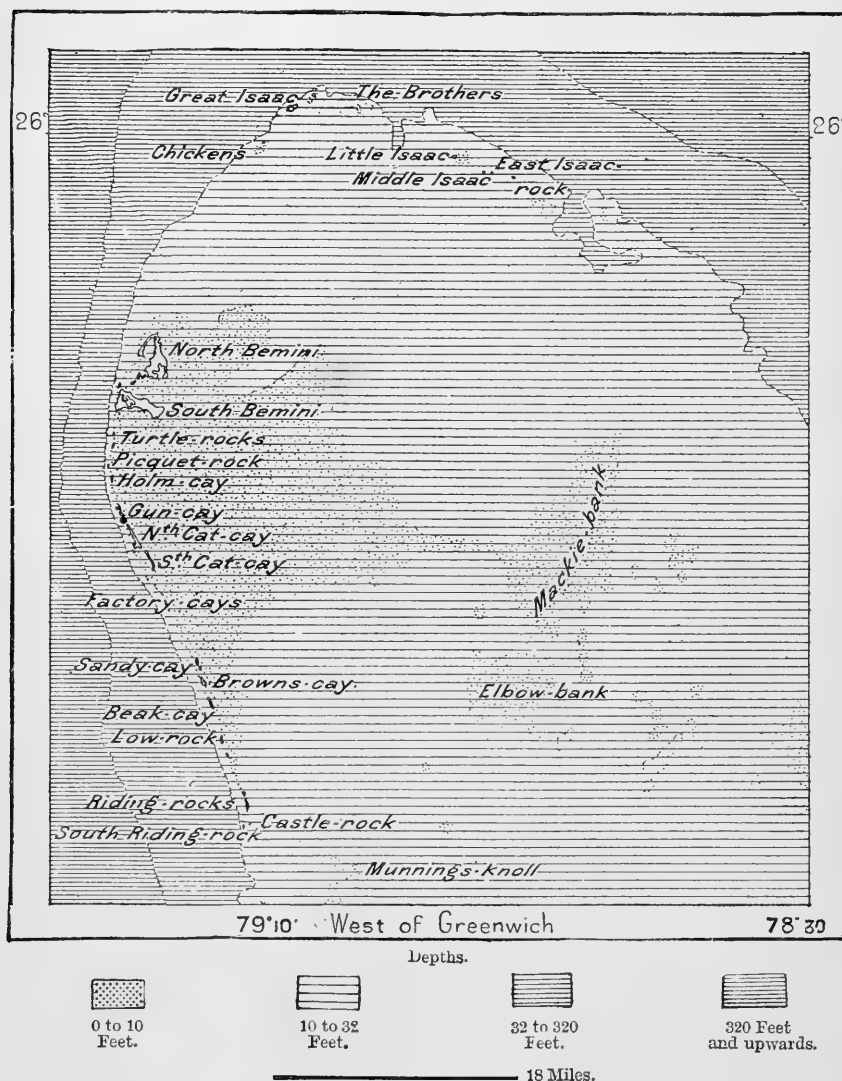 Great Isaac The Brothers
26° 26°
Chickens Little Isaac East Isaac
Middle Isaac rock
North Bemini
South Bemini
Turtle-rocks
Picquet-rock
Holm-cay
Gun-cay
Nth Cat-cay
Sth Cat-cay
Mackie-bank
Factory-cays
Sandy-cay
Browns-cay.
Elbow-bank
Beak-cay
Low-rock
Riding-rocks
Castle-rock
South Riding-rock
Munnings-Knoll
79°10' West of Greenwich 78°30
Depths.
0 to 10 10 to 32 32 to 320 320 Feet
Feet. Feet. Feet. and upwards.
18 Miles.